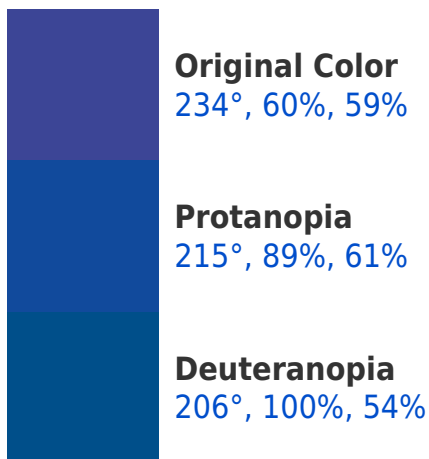 Original Color
234°, 60%, 59%
Protanopia
215°, 89%, 61%
Deuteranopia
206°, 100%, 54%